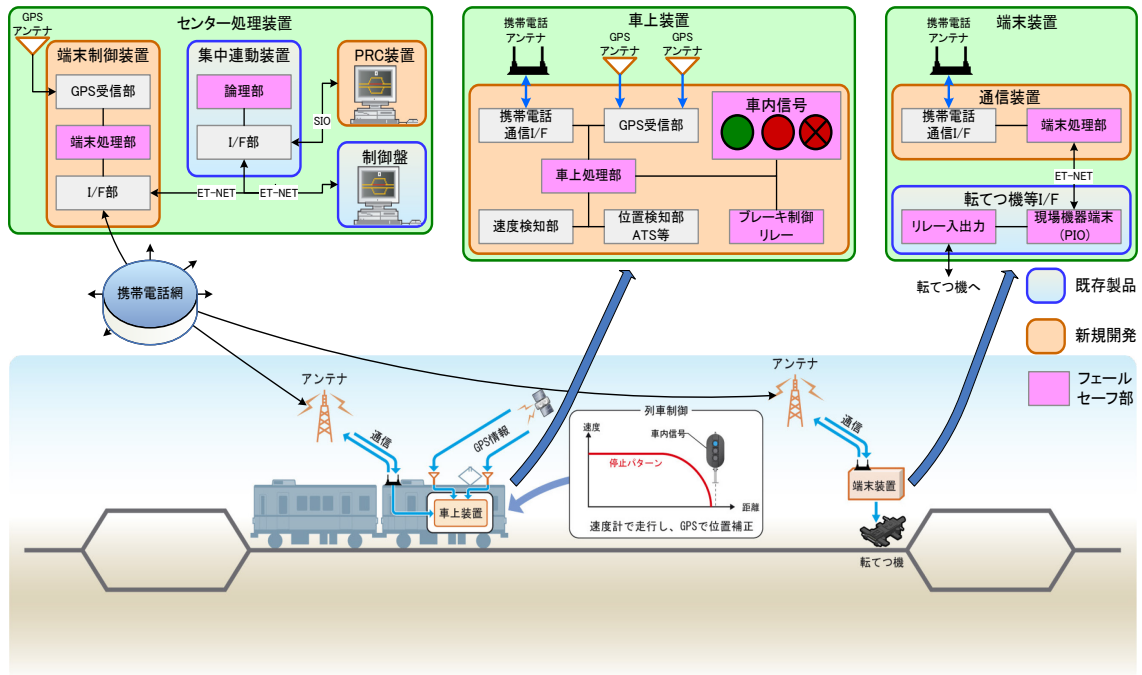 センター処理装置
GPS
アンテナ
端末制御装置
GPS受信部
端末処理部
I/F部
集中連動装置
論理部
I/F部
PRC装置
SIO
制御盤
ET-NET
ET-NET
車上装置
携帯電話
アンテナ
GPS
アンテナ
GPS
アンテナ
携帯電話
通信I/F
GPS受信部
車内信号
車上処理部
速度検知部
位置検知部
ATS等
ブレーキ制御
リレー
端末装置
携帯電話
アンテナ
通信装置
携帯電話
通信I/F
端末処理部
ET-NET
転てつ機等I/F
リレー入出力
現場機器端末
(PIO)
転てつ機へ
既存製品
新規開発
フェール
セーフ部
携帯電話網
アンテナ
通信
GPS情報
車上装置
列車制御
速度
車内信号
停止パターン
距離
速度計で走行し、GPSで位置補正
アンテナ
通信
端末装置
転てつ機